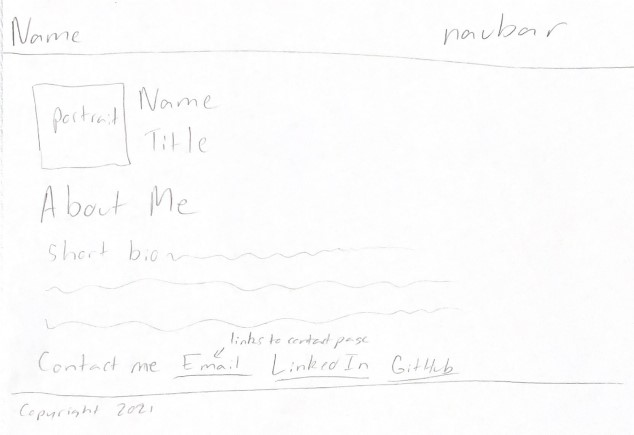 Name navbar
portrait
Name
Title
About Me
Short bio
links to contact page
Contact me Email LinkedIn GitHub
Copyright 2021